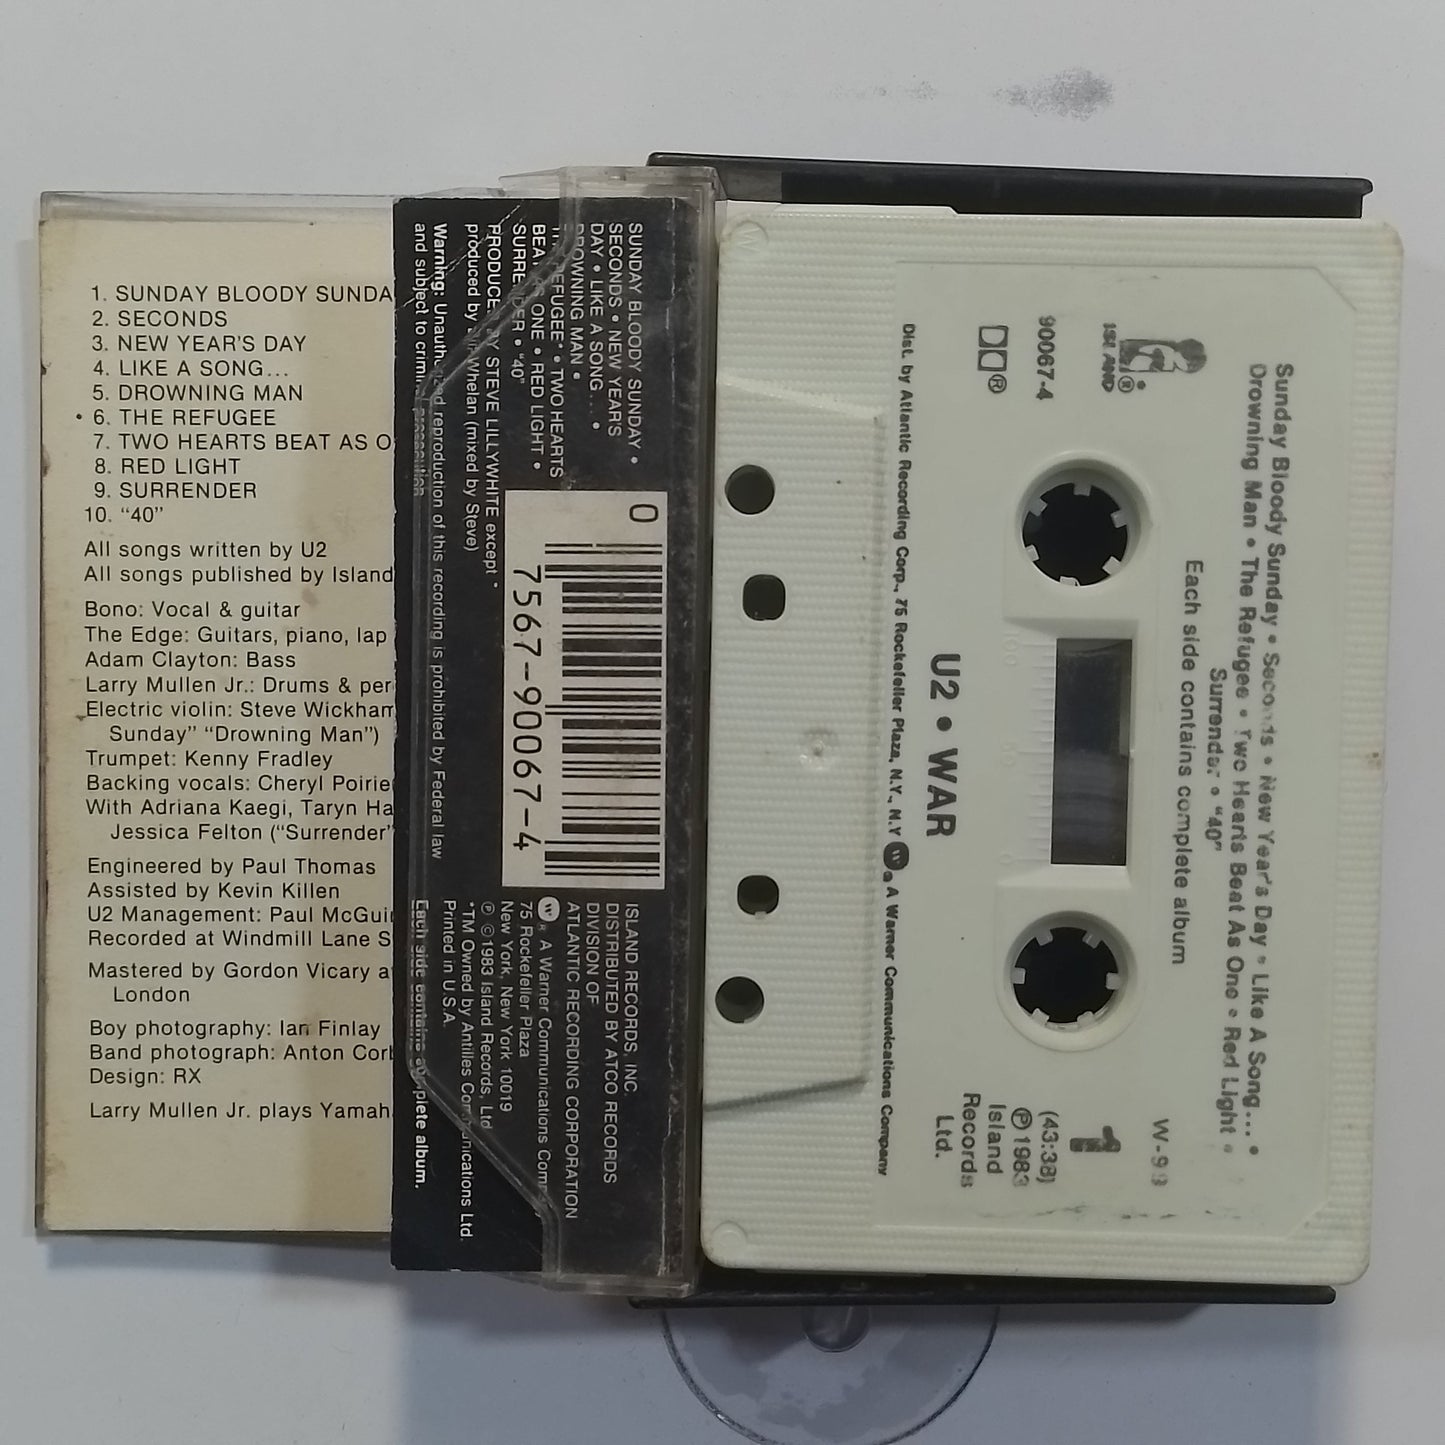 1. SUNDAY BLOODY SUNDA
2. SECONDS
3. NEW YEAR'S DAY
4. LIKE A SONG...
5. DROWNING MAN
• 6. THE REFUGEE
7. TWO HEARTS BEAT AS O
8. RED LIGHT
9. SURRENDER
10. "40"
All songs written by U2
All songs published by Island
Bono: Vocal & guitar
The Edge: Guitars, piano, lap
Adam Clayton: Bass
Larry Mullen Jr.: Drums & per
Electric violin: Steve Wickham
Sunday" "Drowning Man")
Trumpet: Kenny Fradley
Backing vocals: Cheryl Poirie
With Adriana Kaegi, Taryn Ha
Jessica Felton ("Surrender"
Engineered by Paul Thomas
Assisted by Kevin Killen
U2 Management: Paul McGui
Recorded at Windmill Lane S
Mastered by Gordon Vicary a
London
Boy photography: Ian Finlay
Band photograph: Anton Corb
Design: RX
Larry Mullen Jr. plays Yamah
SUNDAY BLOODY SUNDAY •
SECONDS • NEW YEAR'S
DAY • LIKE A SONG... •
DROWNING MAN •
THE REFUGEE* • TWO HEARTS
BEAT AS ONE • RED LIGHT •
SURRENDER • "40"
PRODUCED BY STEVE LILLYWHITE except *
produced by Bill Whelan (mixed by Steve)
Warning: Unauthorized reproduction of this recording is prohibited by Federal law
and subject to criminal prosecution
0
7567-90067-4
ISLAND RECORDS, INC.
DISTRIBUTED BY ATCO RECORDS
DIVISION OF
ATLANTIC RECORDING CORPORATION
W ® A Warner Communications Comp
75 Rockefeller Plaza
New York, New York 10019
℗ © 1983 Island Records, Ltd
*TM Owned by Antilles Communications Ltd.
Printed in U.S.A.
Each side contains complete album.
Sunday Bloody Sunday • Seconds • New Year's Day • Like A Song... •
Drowning Man • The Refugee • Two Hearts Beat As One • Red Light •
Surrender • "40"
Each side contains complete album
ISLAND ®
90067-4
®
W-99
1
(43:38)
℗ 1983
Island
Records
Ltd.
U2 • WAR
Dist. by Atlantic Recording Corp., 75 Rockefeller Plaza, N.Y., N.Y W ® A Warner Communications Company
100
50
0